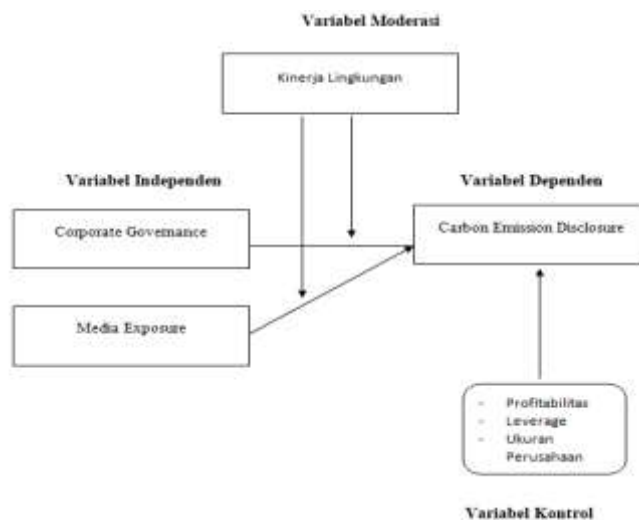 Variabel Moderasi
Kinerja Lingkungan
Variabel Independen
Variabel Dependen
Corporate Governance
Carbon Emission Disclosure
Media Exposure
- Profitabilitas
- Leverage
- Ukuran
Perusahaan
Variabel Kontrol